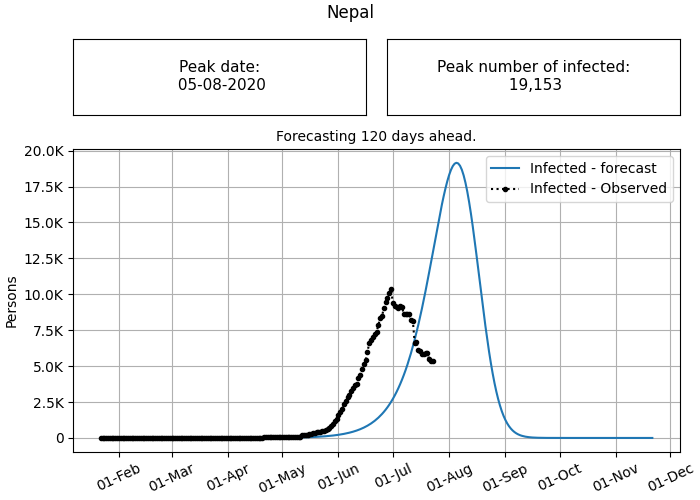 Nepal
Peak date:
05-08-2020
Peak number of infected:
19,153
Forecasting 120 days ahead.
20.0K
17.5K
15.0K
12.5K
10.0K
7.5K
5.0K
2.5K
0
Persons
Infected - forecast
Infected - Observed
01-Feb
01-Mar
01-Apr
01-May
01-Jun
01-Jul
01-Aug
01-Sep
01-Oct
01-Nov
01-Dec